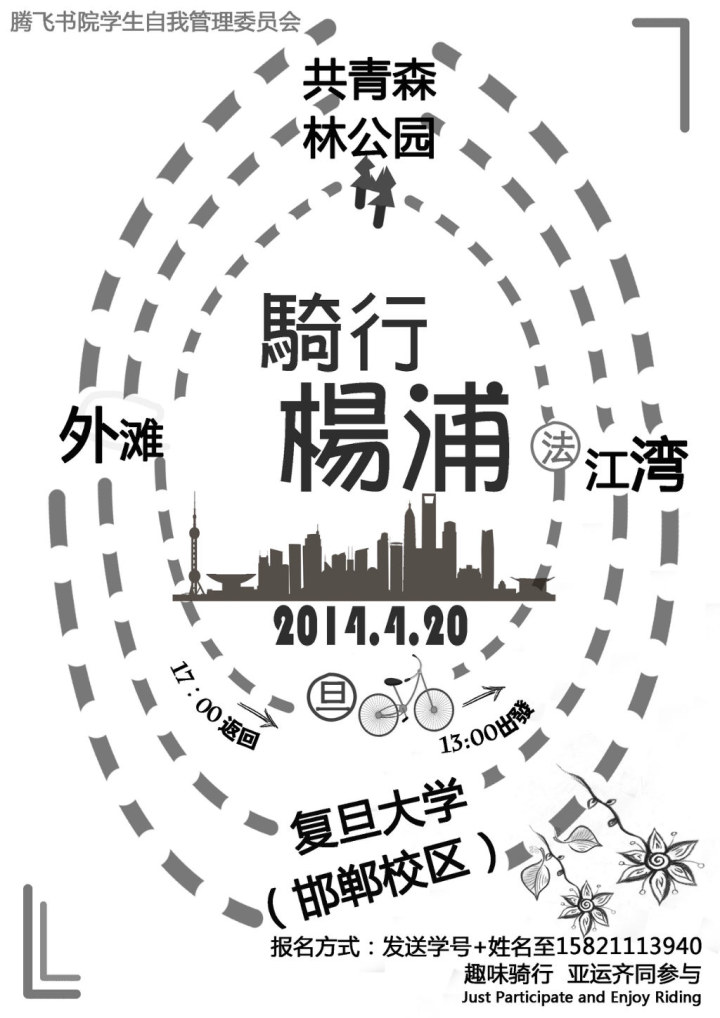 腾飞书院学生自我管理委员会
共青森
林公园
騎行
楊浦
外滩
法
江湾
2014.4.20
旦
17:00返回
13:00出發
复旦大学
（邯郸校区）
报名方式：发送学号+姓名至15821113940
趣味骑行 亚运齐同参与
Just Participate and Enjoy Riding